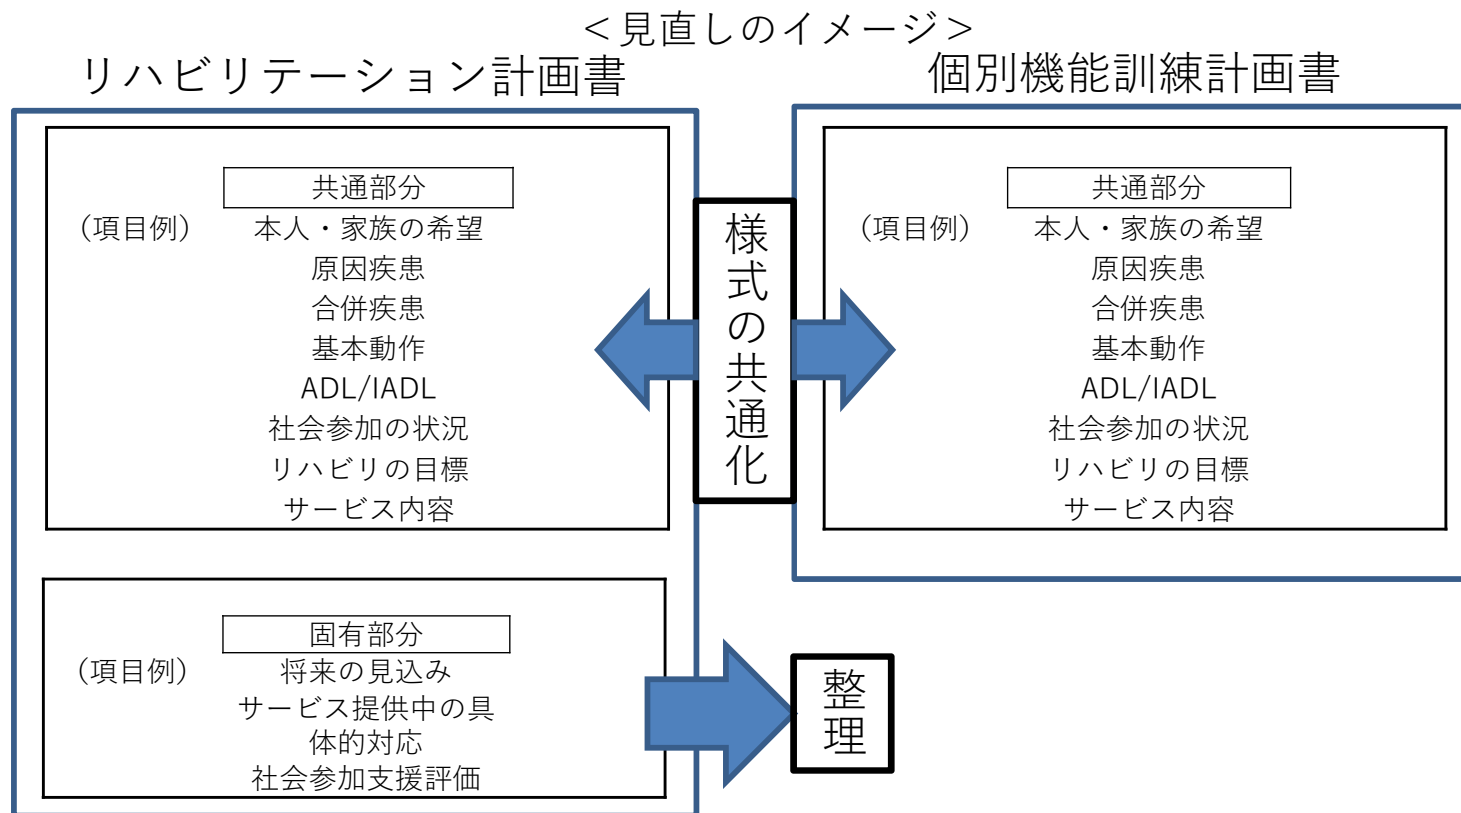 ＜見直しのイメージ＞
リハビリテーション計画書
共通部分
（項目例）
本人・家族の希望
原因疾患
合併疾患
基本動作
ADL/IADL
社会参加の状況
リハビリの目標
サービス内容
固有部分
（項目例）
将来の見込み
サービス提供中の具
体的対応
社会参加支援評価
様式の共通化
整理
個別機能訓練計画書
共通部分
（項目例）
本人・家族の希望
原因疾患
合併疾患
基本動作
ADL/IADL
社会参加の状況
リハビリの目標
サービス内容